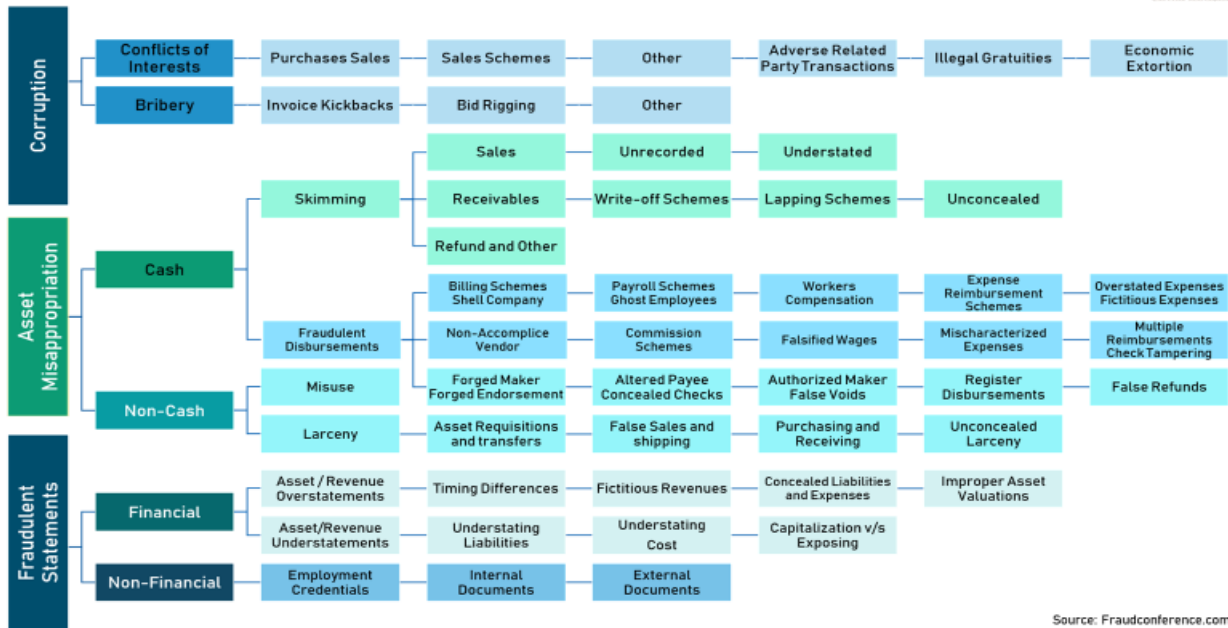 Corruption
Conflicts of
Interests
Purchases Sales
Sales Schemes
Other
Adverse Related
Party Transactions
Illegal Gratuities
Economic
Extortion
Bribery
Invoice Kickbacks
Bid Rigging
Other
Asset
Misappropriation
Cash
Skimming
Sales
Unrecorded
Understated
Receivables
Write-off Schemes
Lapping Schemes
Unconcealed
Refund and Other
Fraudulent
Disbursements
Billing Schemes
Shell Company
Payroll Schemes
Ghost Employees
Workers
Compensation
Expense
Reimbursement
Schemes
Overstated Expenses
Fictitious Expenses
Non-Accomplice
Vendor
Commission
Schemes
Falsified Wages
Mischaracterized
Expenses
Multiple
Reimbursements
Check Tampering
Forged Maker
Forged Endorsement
Altered Payee
Concealed Checks
Authorized Maker
False Voids
Register
Disbursements
False Refunds
Non-Cash
Misuse
Larceny
Asset Requisitions
and transfers
False Sales and
shipping
Purchasing and
Receiving
Unconcealed
Larceny
Fraudulent
Statements
Financial
Asset / Revenue
Overstatements
Timing Differences
Fictitious Revenues
Concealed Liabilities
and Expenses
Improper Asset
Valuations
Asset/Revenue
Understatements
Understating
Liabilities
Understating
Cost
Capitalization v/s
Exposing
Non-Financial
Employment
Credentials
Internal
Documents
External
Documents
Source: Fraudconference.com